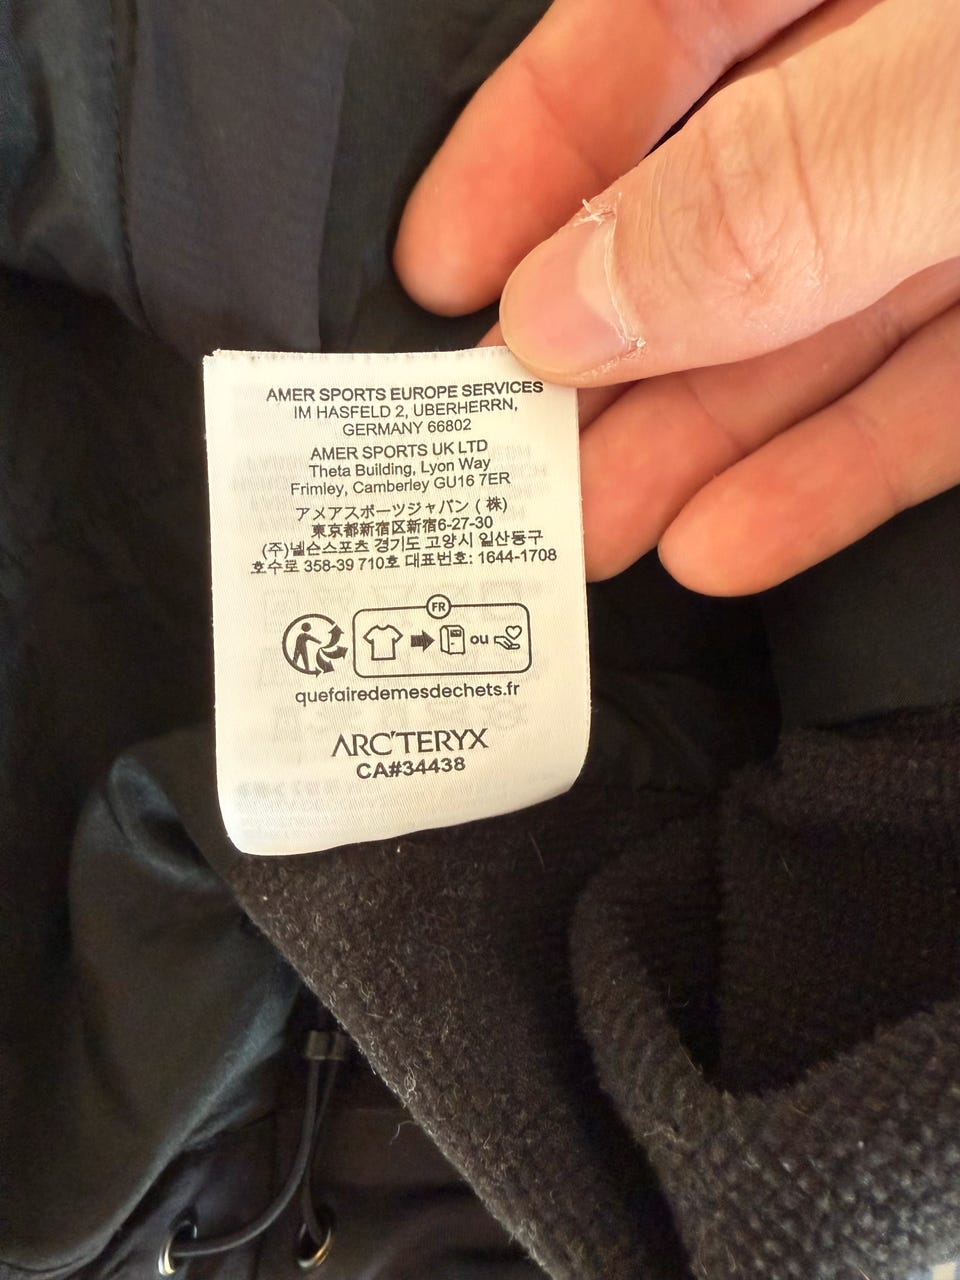 AMER SPORTS EUROPE SERVICES
IM HASFELD 2, UBERHERRN,
GERMANY 66802
AMER SPORTS UK LTD
Theta Building, Lyon Way
Frimley, Camberley GU16 7ER
アメアスポーツジャパン (株)
東京都新宿区新宿6-27-30
(주)넬슨스포츠 경기도 고양시 일산동구
호수로 358-39 710호 대표번호: 1644-1708
FR
ou
quefairedemesdechets.fr
ARC'TERYX
CA#34438